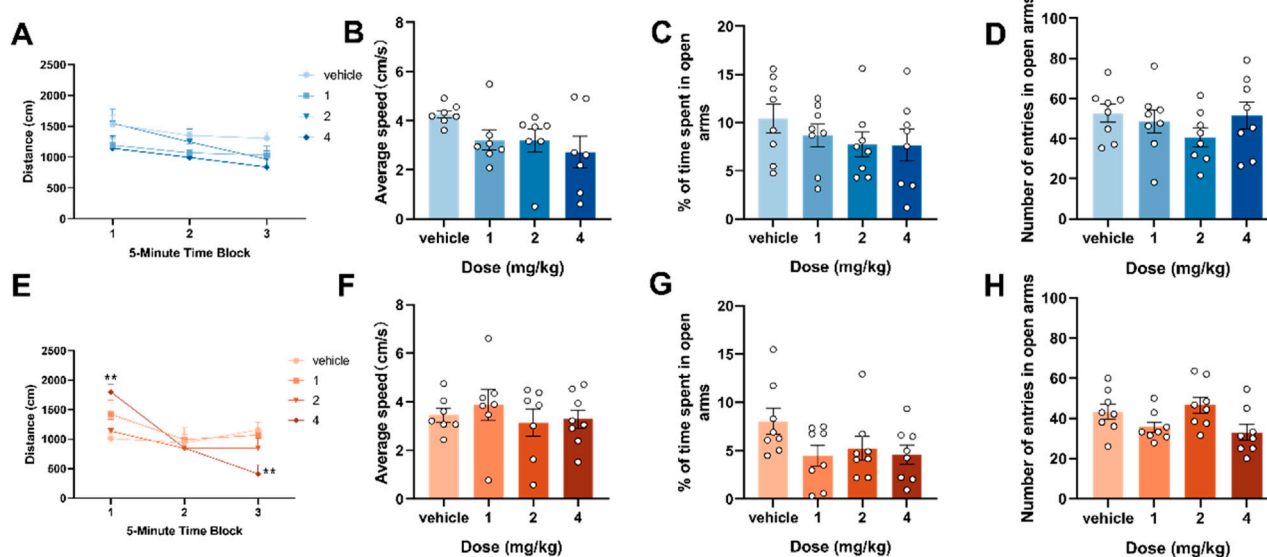 A
Distance (cm)
2500
2000
1500
1000
500
0
1
2
3
5-Minute Time Block
vehicle
1
2
4
B
Average speed (cm/s)
8
6
4
2
0
vehicle
1
2
4
Dose (mg/kg)
C
% of time spent in open
arms
20
15
10
5
0
vehicle
1
2
4
Dose (mg/kg)
D
Number of entries in open arms
100
80
60
40
20
0
vehicle
1
2
4
Dose (mg/kg)
E
Distance (cm)
2500
2000
1500
1000
500
0
**
**
1
2
3
5-Minute Time Block
vehicle
1
2
4
F
Average speed (cm/s)
8
6
4
2
0
vehicle
1
2
4
Dose (mg/kg)
G
% of time spent in open
arms
20
15
10
5
0
vehicle
1
2
4
Dose (mg/kg)
H
Number of entries in open arms
100
80
60
40
20
0
vehicle
1
2
4
Dose (mg/kg)